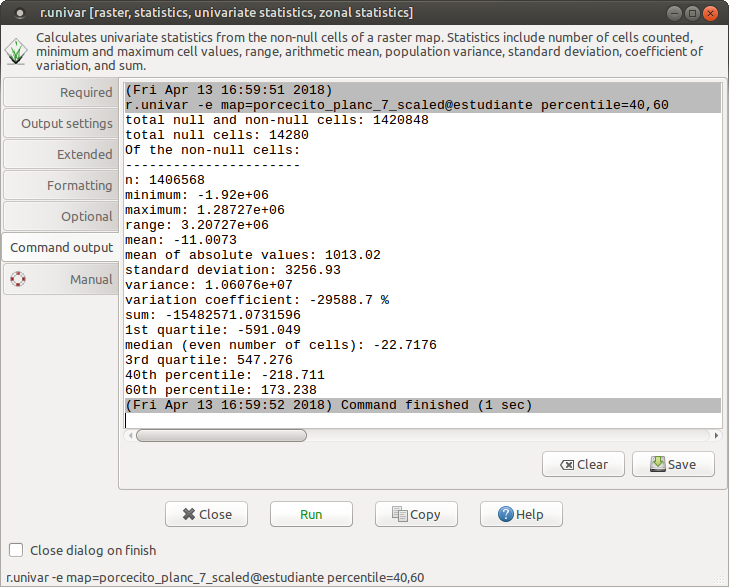 r.univar [raster, statistics, univariate statistics, zonal statistics]
Calculates univariate statistics from the non-null cells of a raster map. Statistics include number of cells counted,
minimum and maximum cell values, range, arithmetic mean, population variance, standard deviation, coefficient of
variation, and sum.
Required
Output settings
Extended
Formatting
Optional
Command output
Manual
(Fri Apr 13 16:59:51 2018)
r.univar -e map=porcecito_planc_7_scaled@estudiante percentile=40,60
total null and non-null cells: 1420848
total null cells: 14280
Of the non-null cells:
----------------------
n: 1406568
minimum: -1.92e+06
maximum: 1.28727e+06
range: 3.20727e+06
mean: -11.0073
mean of absolute values: 1013.02
standard deviation: 3256.93
variance: 1.06076e+07
variation coefficient: -29588.7 %
sum: -15482571.0731596
1st quartile: -591.049
median (even number of cells): -22.7176
3rd quartile: 547.276
40th percentile: -218.711
60th percentile: 173.238
(Fri Apr 13 16:59:52 2018) Command finished (1 sec)
Clear
Save
Close
Run
Copy
Help
Close dialog on finish
r.univar -e map=porcecito_planc_7_scaled@estudiante percentile=40,60